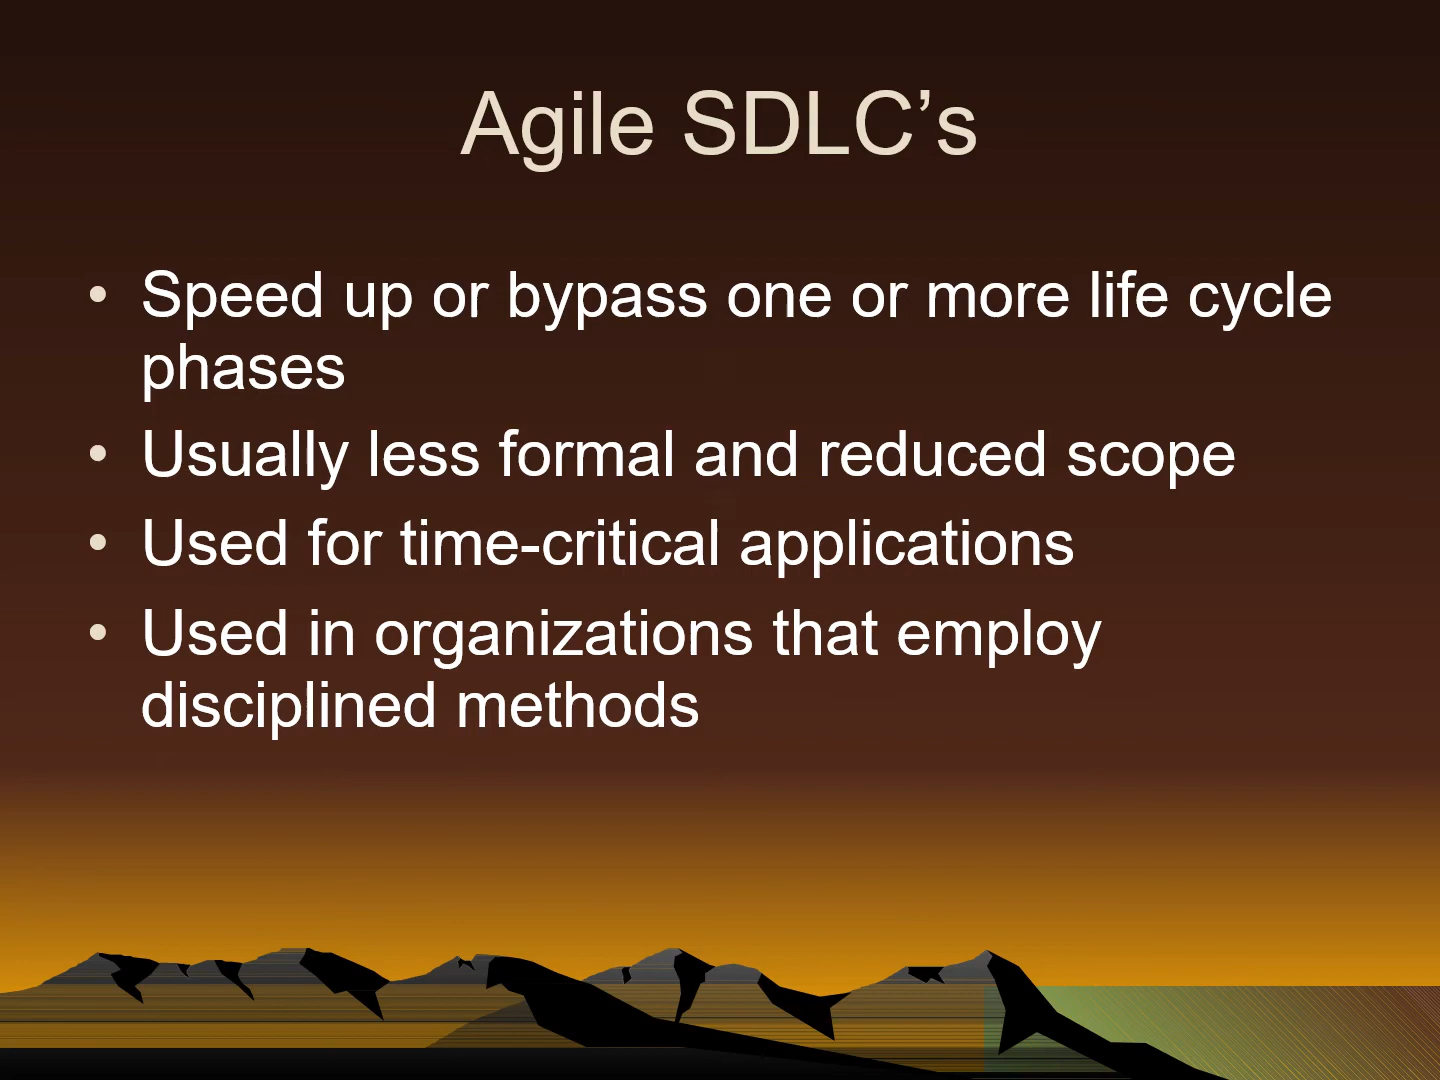 Agile SDLC’s
• Speed up or bypass one or more life cycle
phases
• Usually less formal and reduced scope
• Used for time-critical applications
• Used in organizations that employ
disciplined methods